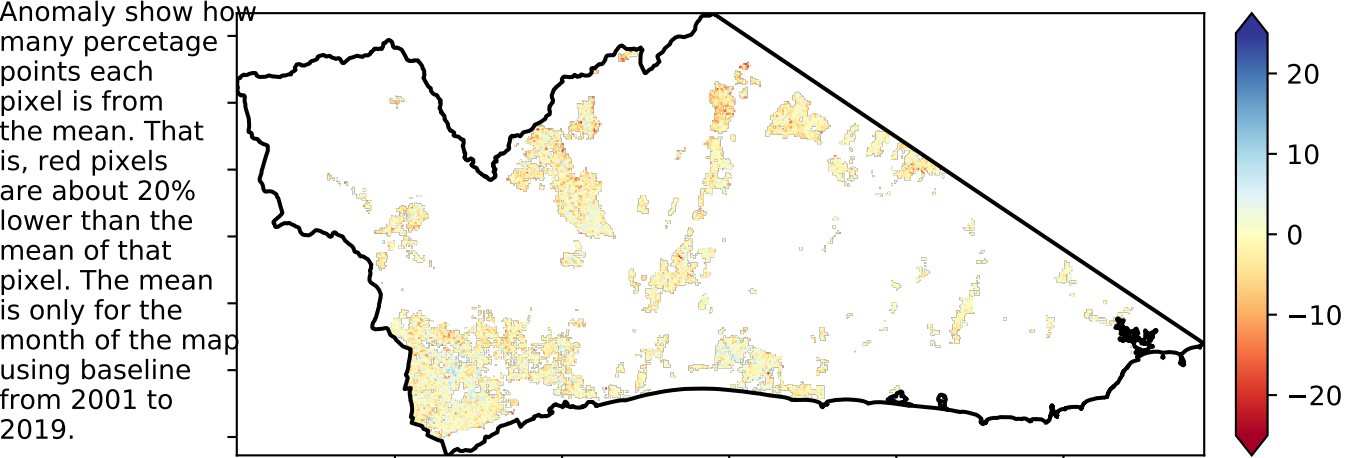 Anomaly show how
many percetage
points each
pixel is from
the mean. That
is, red pixels
are about 20%
lower than the
mean of that
pixel. The mean
is only for the
month of the map
using baseline
from 2001 to
2019.
20
10
0
−10
−20